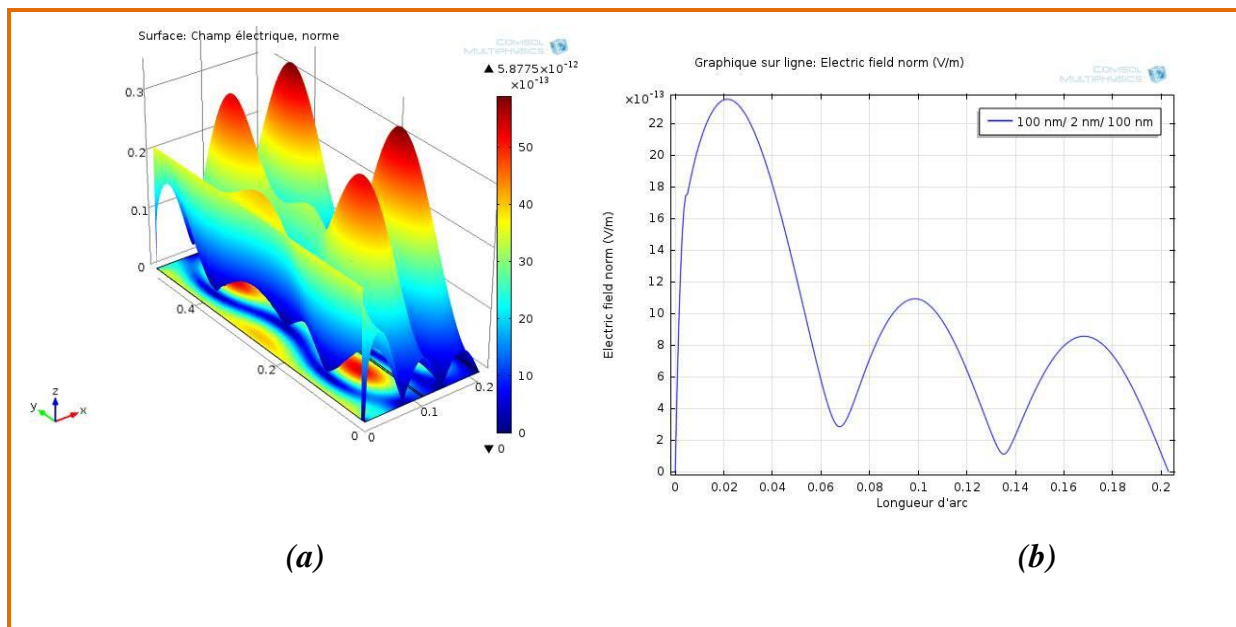 Surface: Champ électrique, norme
COMSOL
MULTIPHYSICS
▲ 5.8775×10⁻¹²
×10⁻¹³
0.3
0.2
0.1
0
50
40
30
20
10
0
▼ 0
0.4
0.2
0
0
0.1
0.2
y z x
(a)
Graphique sur ligne: Electric field norm (V/m)
COMSOL
MULTIPHYSICS
×10⁻¹³
100 nm/ 2 nm/ 100 nm
22
20
18
16
14
12
10
8
6
4
2
0
Electric field norm (V/m)
0 0.02 0.04 0.06 0.08 0.1 0.12 0.14 0.16 0.18 0.2
Longueur d'arc
(b)